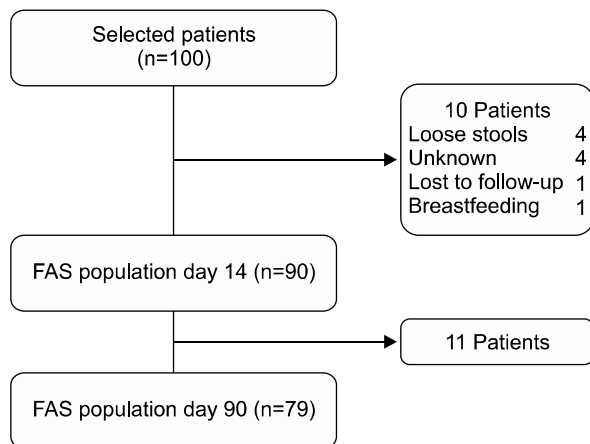 Selected patients
(n=100)
10 Patients
Loose stools 4
Unknown 4
Lost to follow-up 1
Breastfeeding 1
FAS population day 14 (n=90)
11 Patients
FAS population day 90 (n=79)